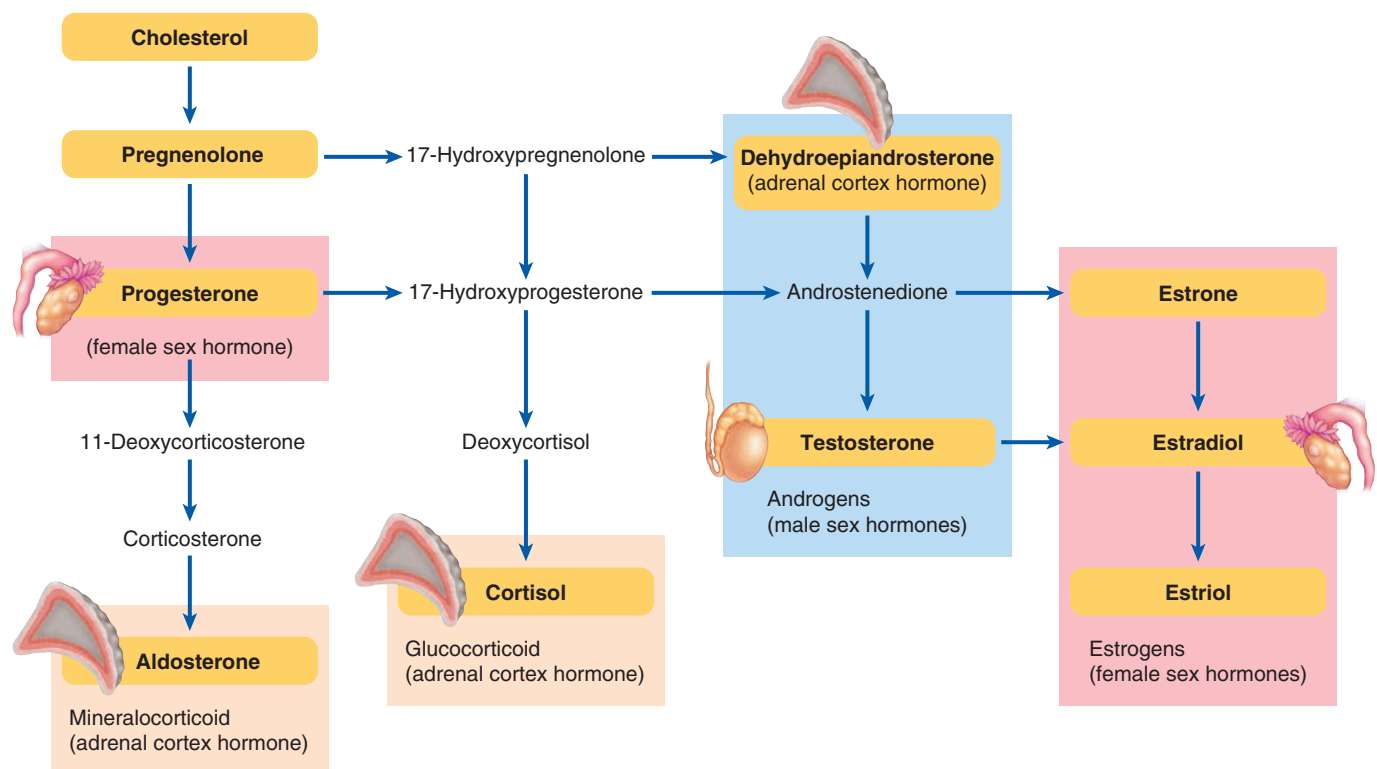 Cholesterol
Pregnenolone
17-Hydroxypregnenolone
Dehydroepiandrosterone
(adrenal cortex hormone)
Progesterone
(female sex hormone)
17-Hydroxyprogesterone
Androstenedione
Estrone
11-Deoxycorticosterone
Deoxycortisol
Testosterone
Estradiol
Androgens
(male sex hormones)
Corticosterone
Cortisol
Estriol
Glucocorticoid
(adrenal cortex hormone)
Estrogens
(female sex hormones)
Aldosterone
Mineralocorticoid
(adrenal cortex hormone)